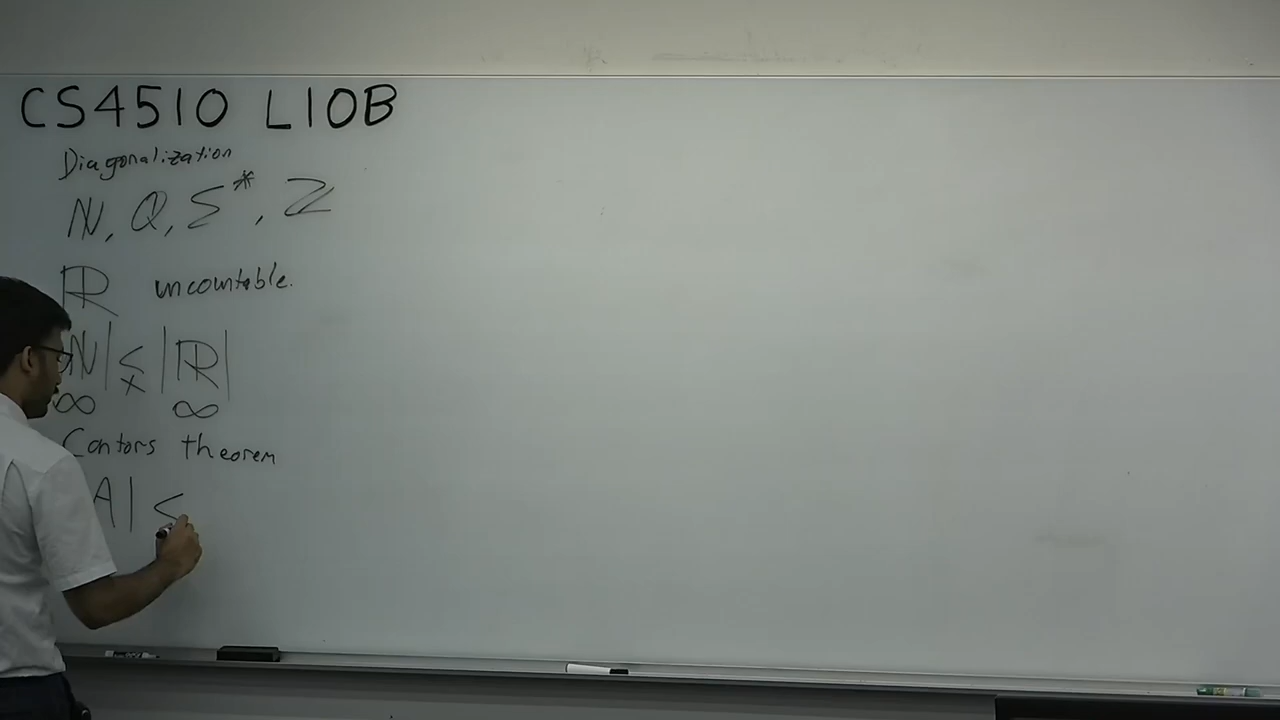 CS4510 L10B
Diagonalization
ℕ, ℚ, Σ*, ℤ
ℝ uncountable.
ℕ| ≨ |ℝ|
∞ ∞
Cantors theorem
A| <